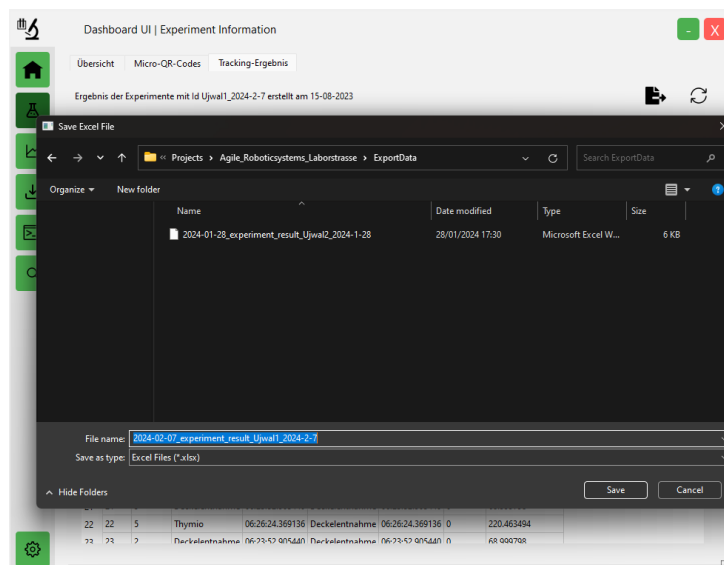 Dashboard UI | Experiment Information
- X
Übersicht Micro-QR-Codes Tracking-Ergebnis
Ergebnis der Experimente mit Id Ujwal1_2024-2-7 erstellt am 15-08-2023
Save Excel File
« Projects > Agile_Roboticsystems_Laborstrasse > ExportData
Search ExportData
Organize New folder
Name Date modified Type Size
2024-01-28_experiment_result_Ujwal2_2024-1-28 28/01/2024 17:30 Microsoft Excel W... 6 KB
File name: 2024-02-07_experiment_result_Ujwal1_2024-2-7
Save as type: Excel Files (*.xlsx)
Hide Folders Save Cancel
22 22 5 Thymio 06:26:24.369136 Deckelentnahme 06:26:24.369136 0 220.463494
23 23 2 Deckelentnahme 06:23:52.905440 Deckelentnahme 06:23:52.905440 0 68.999798